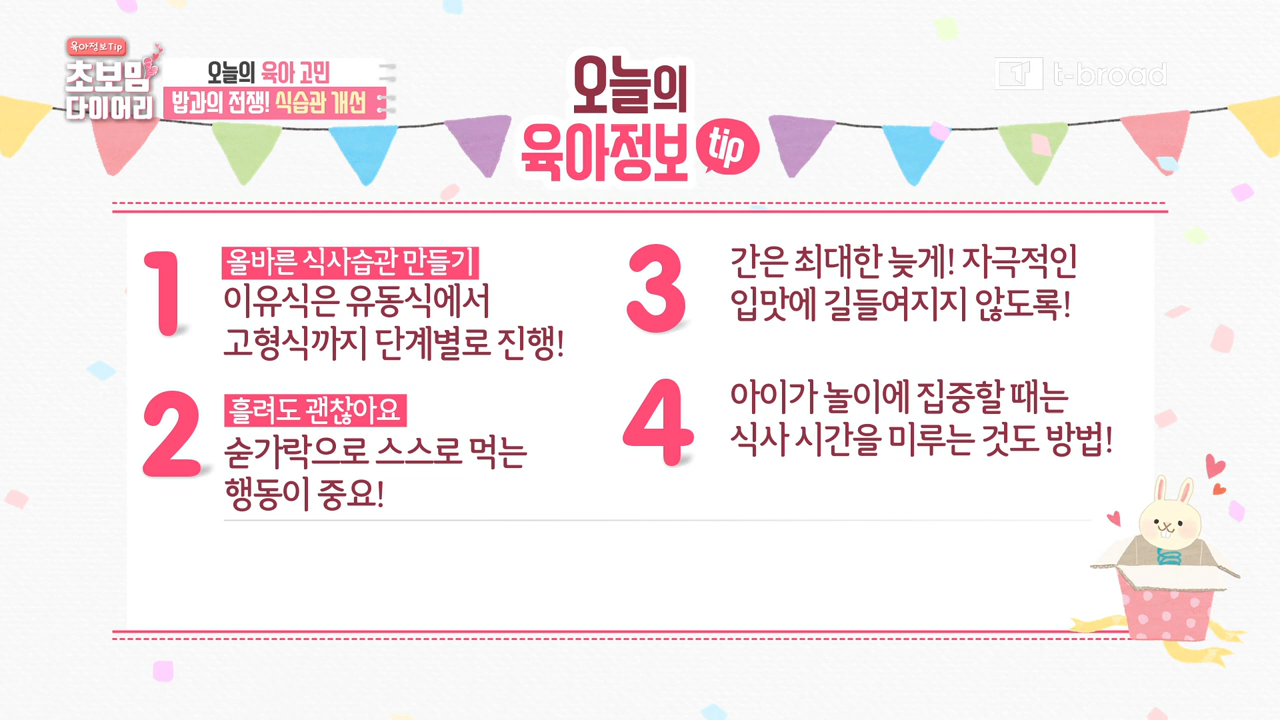 육아정보Tip
초보맘
다이어리
오늘의 육아 고민
밥과의 전쟁! 식습관 개선
오늘의
육아정보 tip
t-broad
1
올바른 식사습관 만들기
이유식은 유동식에서
고형식까지 단계별로 진행!
2
흘려도 괜찮아요
숟가락으로 스스로 먹는
행동이 중요!
3
간은 최대한 늦게! 자극적인
입맛에 길들여지지 않도록!
4
아이가 놀이에 집중할 때는
식사 시간을 미루는 것도 방법!